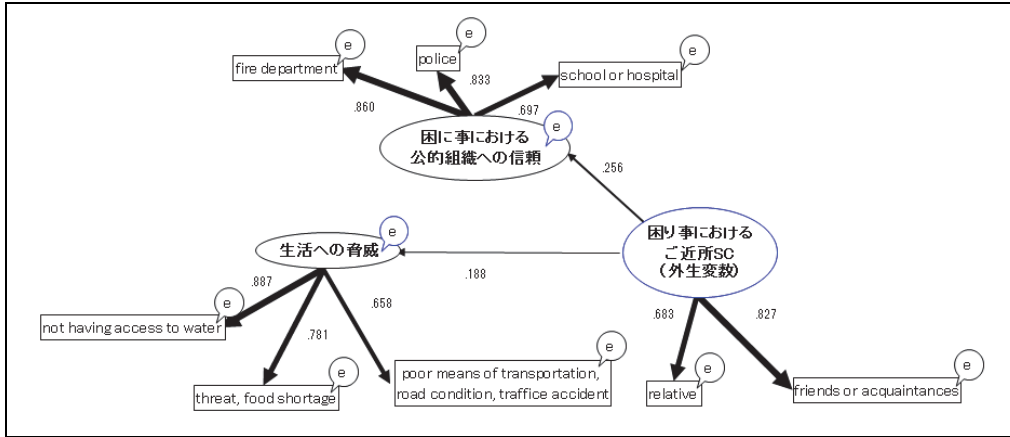 e
e
e
police
fire department
school or hospital
.833
.860
.697
e
困に事における
公的組織への信頼
.256
e
生活への脅威
困り事における
ご近所SC
（外生変数）
.188
.887
.658
.683
.827
e
not having access to water
.781
e
e
e
e
poor means of transportation,
road condition, traffice accident
threat, food shortage
relative
friends or acquaintances